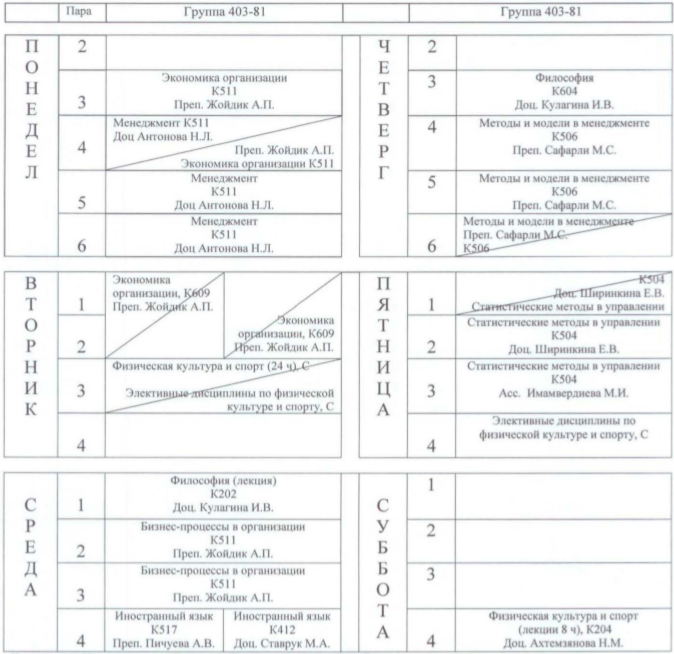 Пара
Группа 403-81
Группа 403-81
ПОНЕДЕЛ
2
3
Экономика организации
К511
Преп. Жойдик А.П.
4
Менеджмент К511
Доц Антонова Н.Л.
Преп. Жойдик А.П.
Экономика организации К511
5
Менеджмент
К511
Доц Антонова Н.Л.
6
Менеджмент
К511
Доц Антонова Н.Л.
ЧЕТВЕРГ
2
3
Философия
К604
Доц. Кулагина И.В.
4
Методы и модели в менеджменте
К506
Преп. Сафарли М.С.
5
Методы и модели в менеджменте
К506
Преп. Сафарли М.С.
6
Методы и модели в менеджменте
Преп. Сафарли М.С.
К506
ВТОРНИК
1
2
Экономика
организации, К609
Преп. Жойдик А.П.
Экономика
организации, К609
Преп. Жойдик А.П.
3
Физическая культура и спорт (24 ч), С
Элективные дисциплины по физической
культуре и спорту, С
4
ПЯТНИЦА
1
К504
Доц. Ширинкина Е.В.
Статистические методы в управлении
2
Статистические методы в управлении
К504
Доц. Ширинкина Е.В.
3
Статистические методы в управлении
К504
Асс. Имамвердиева М.И.
4
Элективные дисциплины по
физической культуре и спорту, С
СРЕДА
1
Философия (лекция)
К202
Доц. Кулагина И.В.
2
Бизнес-процессы в организации
К511
Преп. Жойдик А.П.
3
Бизнес-процессы в организации
К511
Преп. Жойдик А.П.
4
Иностранный язык
К517
Преп. Пичуева А.В.
Иностранный язык
К412
Доц. Ставрук М.А.
СУББОТА
1
2
3
4
Физическая культура и спорт
(лекции 8 ч), К204
Доц. Ахтемзянова Н.М.